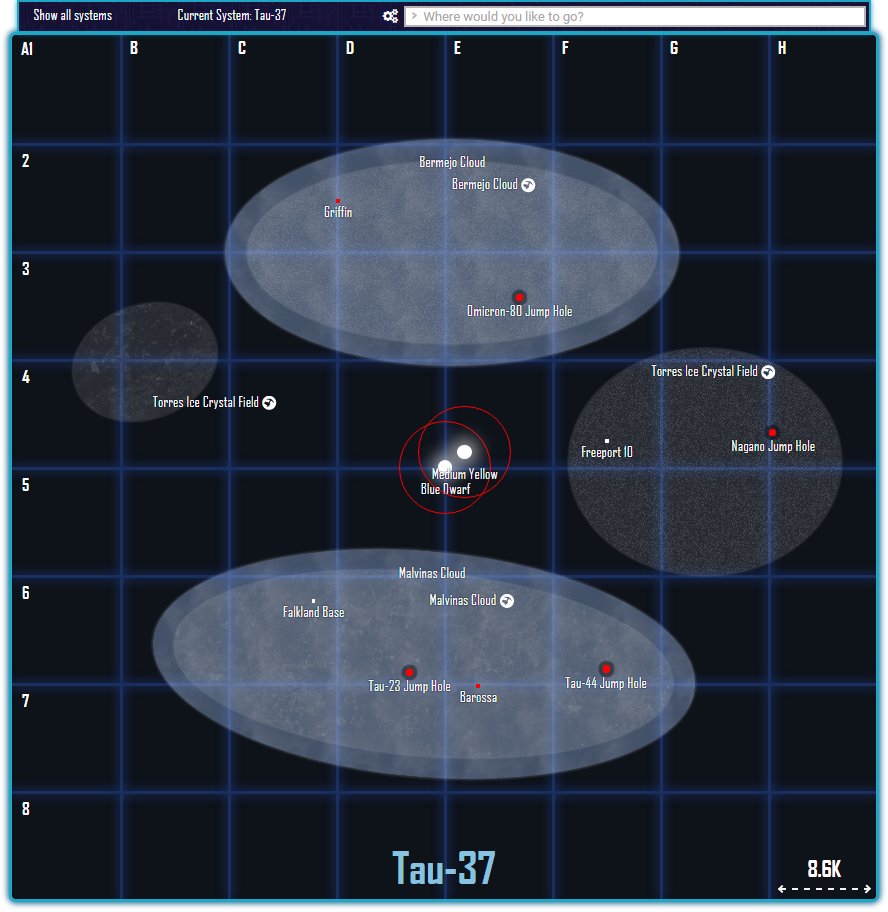 Show all systems
Current System: Tau-37
> Where would you like to go?
A1 B C D E F G H
2
Bermejo Cloud
Bermejo Cloud
Griffin
3
Omicron-80 Jump Hole
4
Torres Ice Crystal Field
Torres Ice Crystal Field
Nagano Jump Hole
Freeport 10
Medium Yellow
5
Blue Dwarf
Malvinas Cloud
6
Malvinas Cloud
Falkland Base
Tau-23 Jump Hole
Tau-44 Jump Hole
Barossa
7
8
Tau-37
8.6K